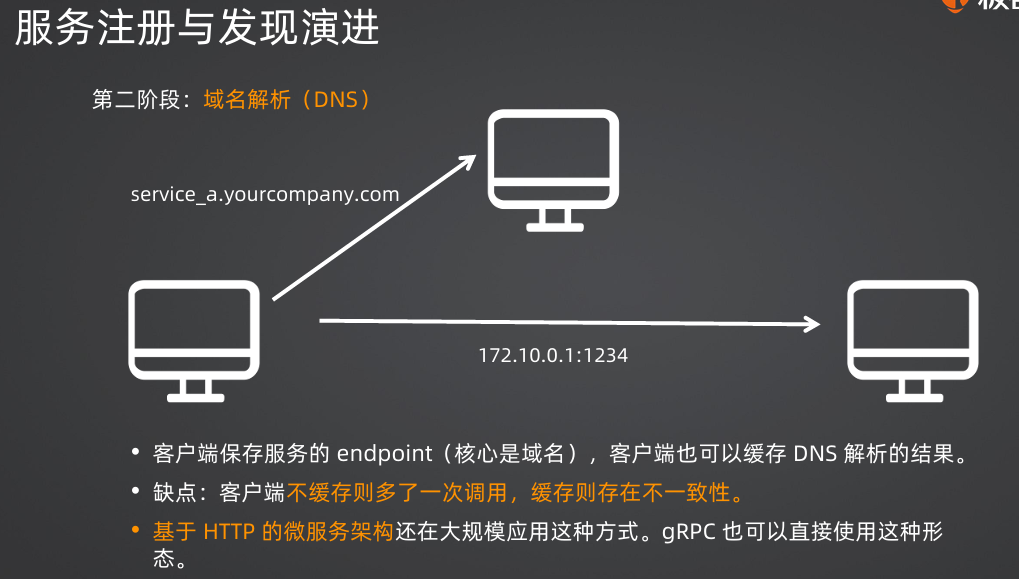 服务注册与发现演进
第二阶段：域名解析（DNS）
service_a.yourcompany.com
172.10.0.1:1234
• 客户端保存服务的 endpoint（核心是域名），客户端也可以缓存 DNS 解析的结果。
• 缺点：客户端不缓存则多了一次调用，缓存则存在不一致性。
• 基于 HTTP 的微服务架构还在大规模应用这种方式。gRPC 也可以直接使用这种形
态。